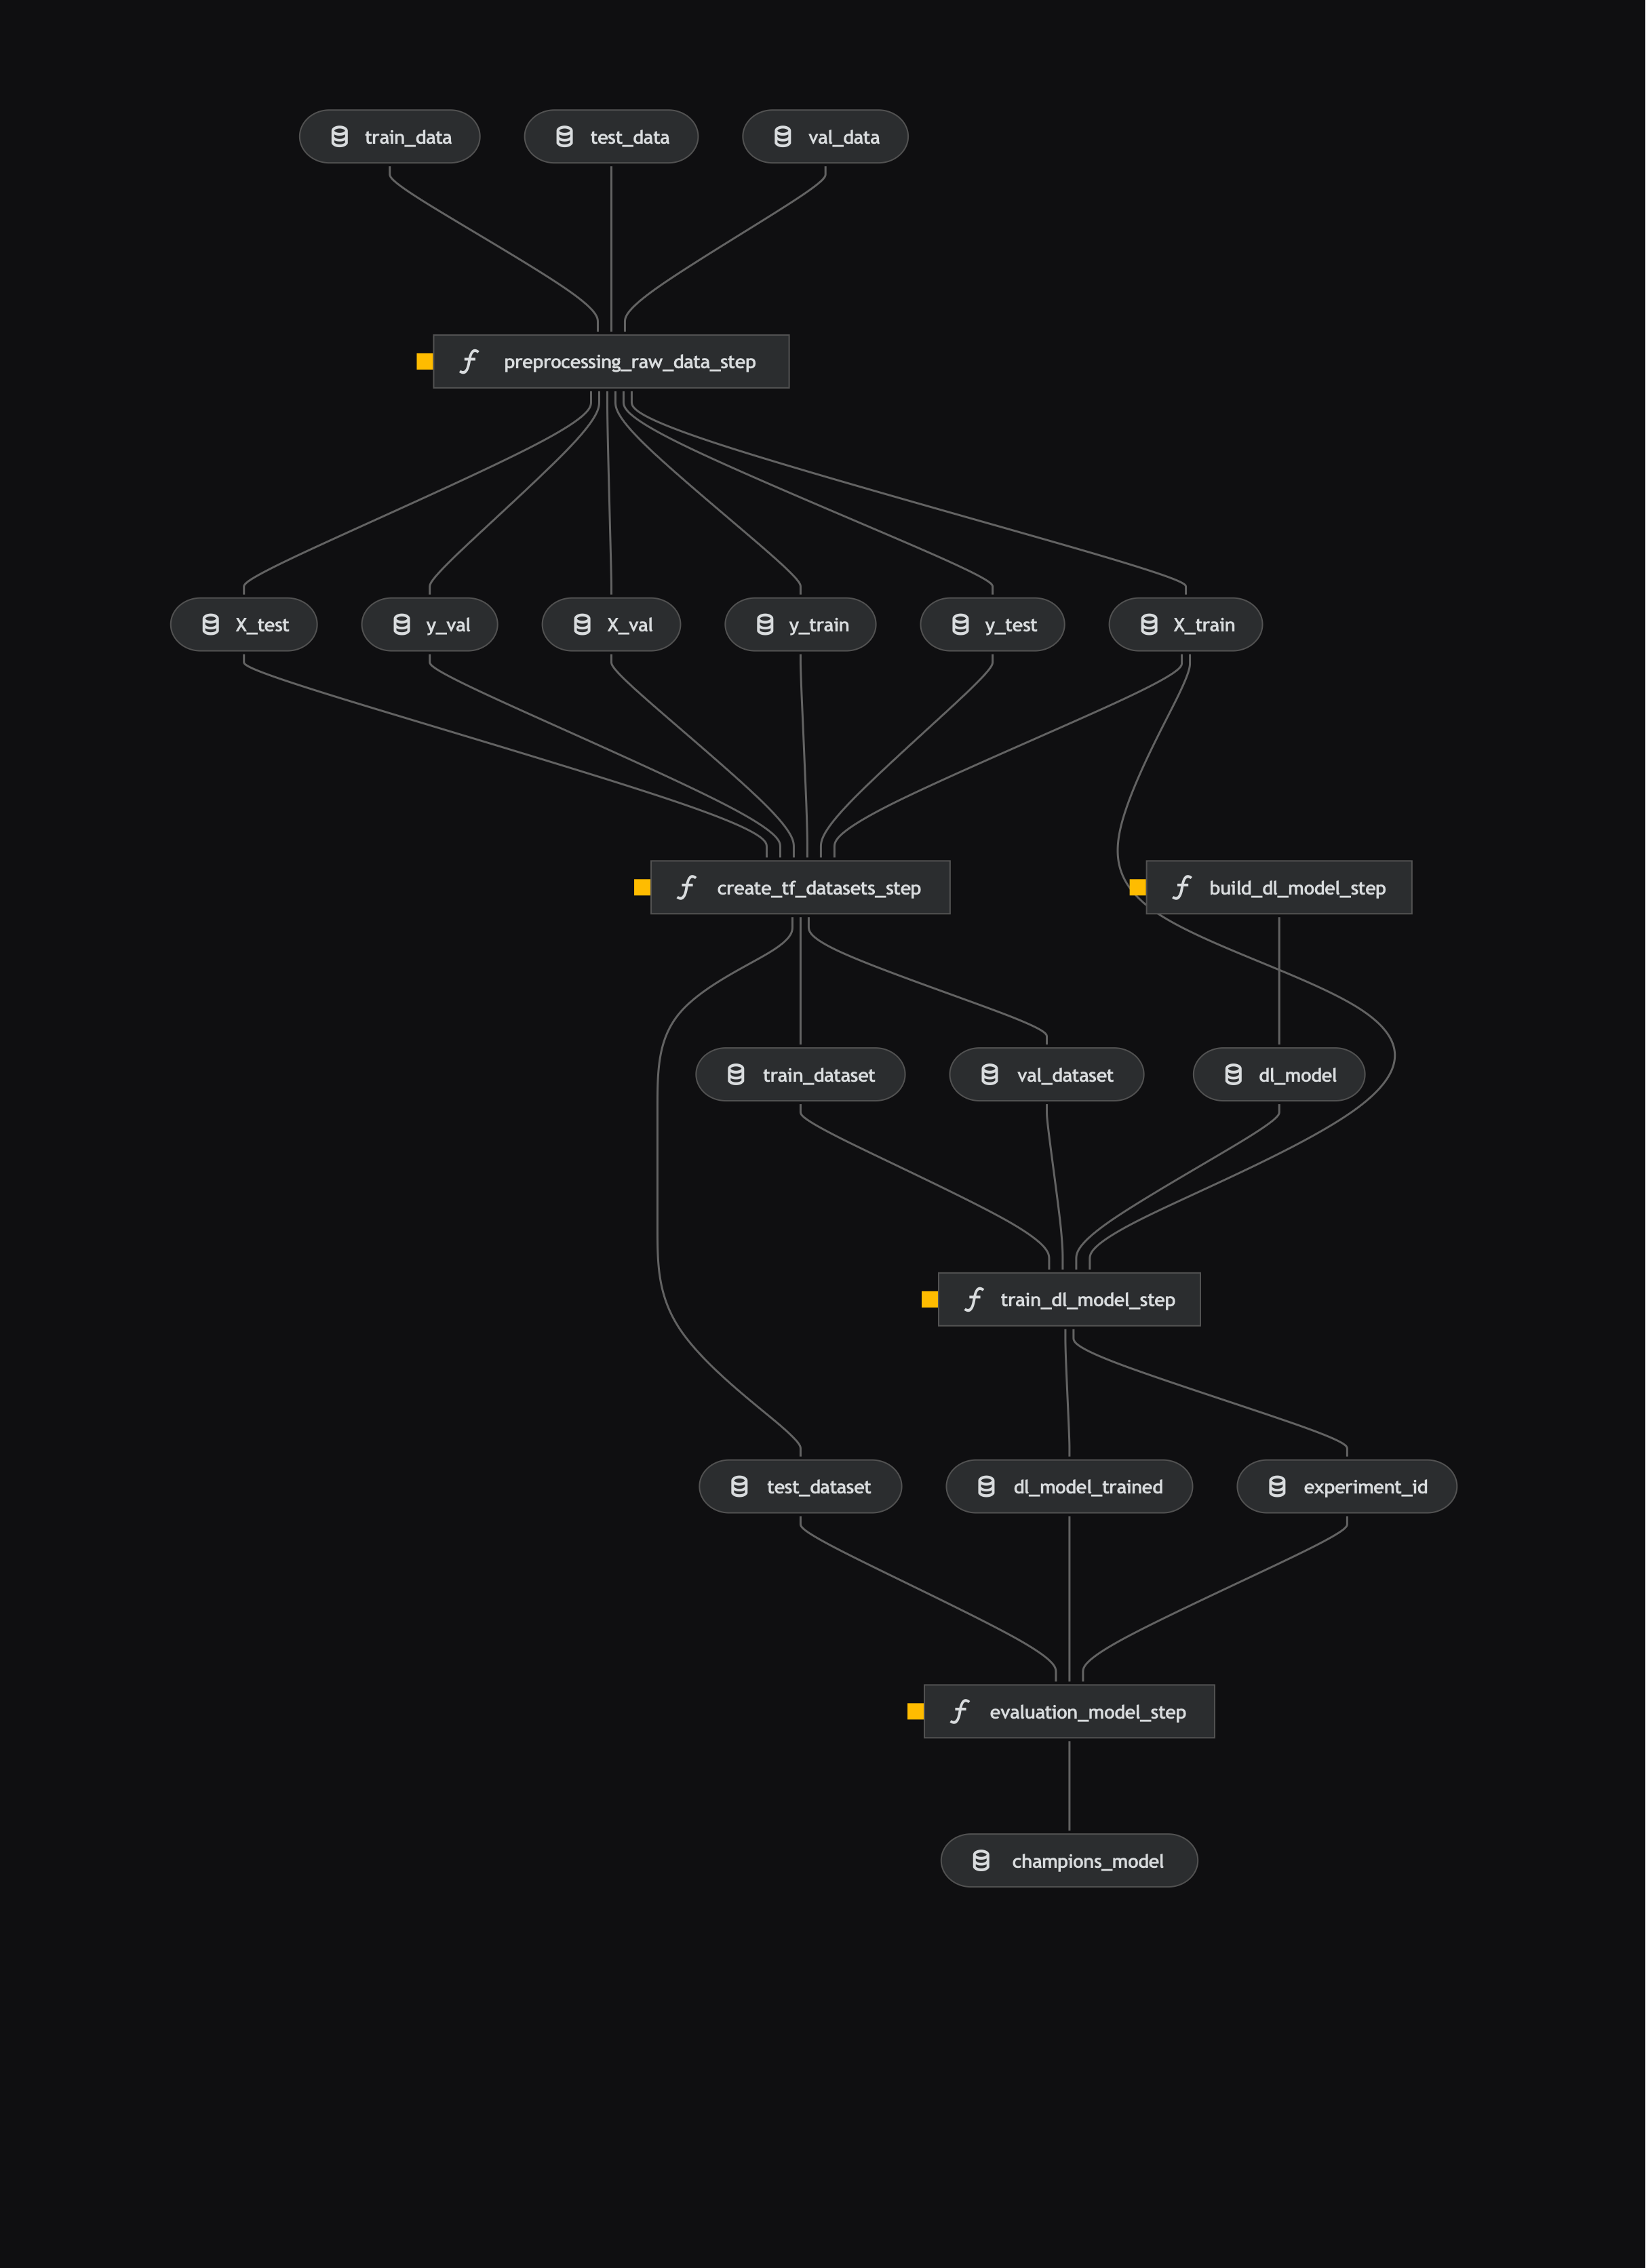 train_data
test_data
val_data
preprocessing_raw_data_step
X_test
y_val
X_val
y_train
y_test
X_train
create_tf_datasets_step
build_dl_model_step
train_dataset
val_dataset
dl_model
train_dl_model_step
test_dataset
dl_model_trained
experiment_id
evaluation_model_step
champions_model